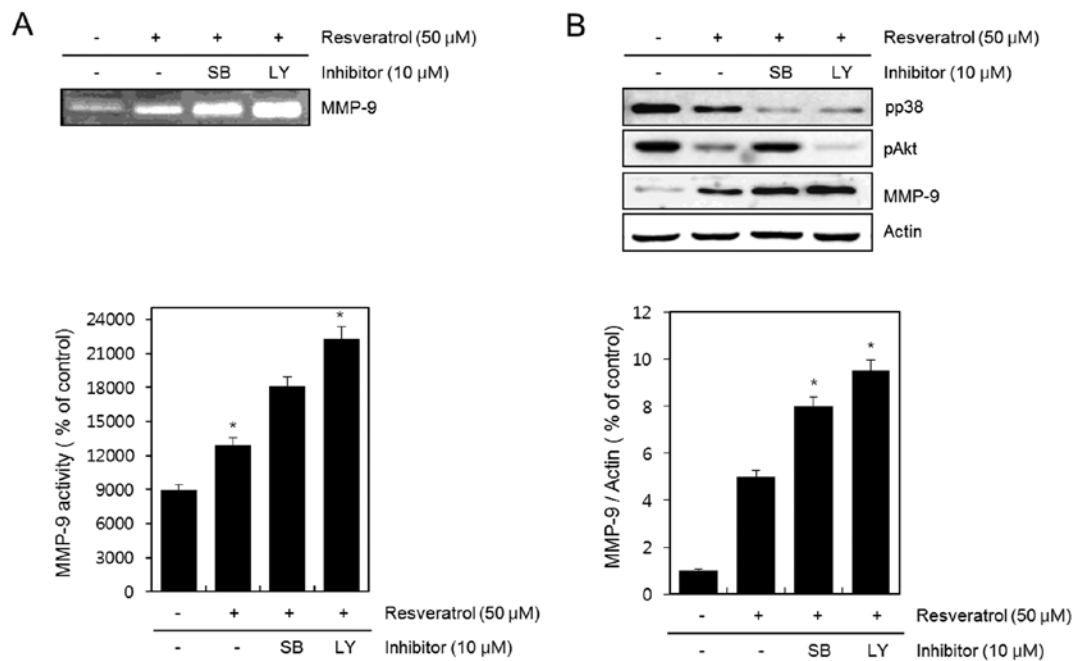 A
- + + + Resveratrol (50 μM)
- - SB LY Inhibitor (10 μM)
MMP-9
24000
21000
18000
15000
12000
9000
6000
3000
0
MMP-9 activity ( % of control)
*
*
- + + + Resveratrol (50 μM)
- - SB LY Inhibitor (10 μM)
B
- + + + Resveratrol (50 μM)
- - SB LY Inhibitor (10 μM)
pp38
pAkt
MMP-9
Actin
12
10
8
6
4
2
0
MMP-9 / Actin ( % of control)
*
*
- + + + Resveratrol (50 μM)
- - SB LY Inhibitor (10 μM)